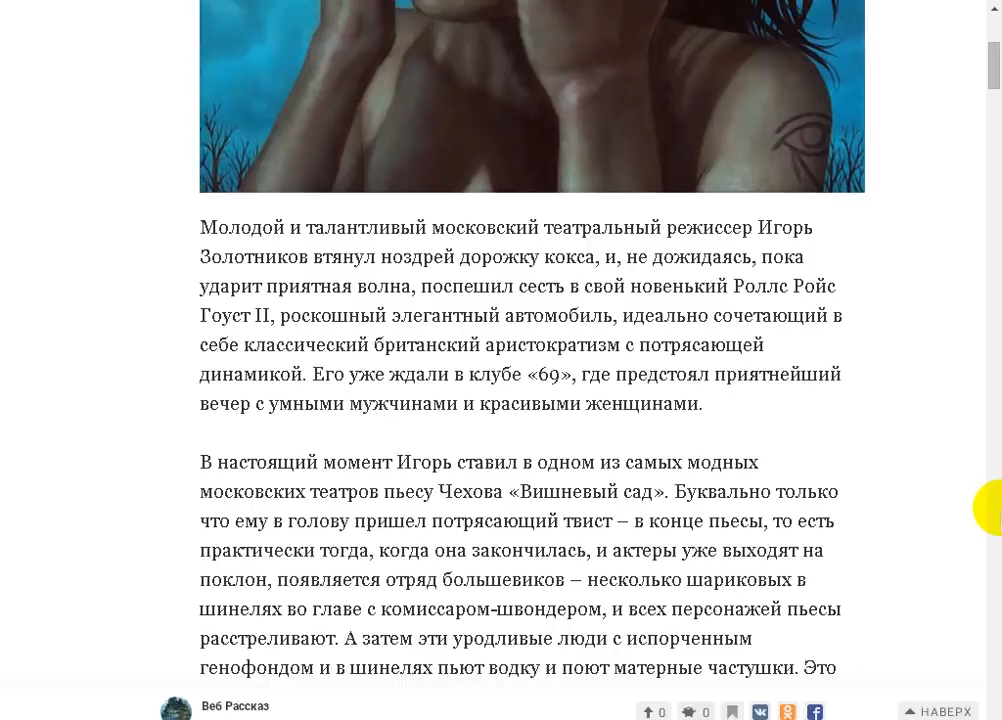 Молодой и талантливый московский театральный режиссер Игорь
Золотников втянул ноздрей дорожку кокса, и, не дожидаясь, пока
ударит приятная волна, поспешил сесть в свой новенький Роллс Ройс
Гоуст II, роскошный элегантный автомобиль, идеально сочетающий в
себе классический британский аристократизм с потрясающей
динамикой. Его уже ждали в клубе «69», где предстоял приятнейший
вечер с умными мужчинами и красивыми женщинами.
В настоящий момент Игорь ставил в одном из самых модных
московских театров пьесу Чехова «Вишневый сад». Буквально только
что ему в голову пришел потрясающий твист – в конце пьесы, то есть
практически тогда, когда она закончилась, и актеры уже выходят на
поклон, появляется отряд большевиков – несколько шариковых в
шинелях во главе с комиссаром-швондером, и всех персонажей пьесы
расстреливают. А затем эти уродливые люди с испорченным
генофондом и в шинелях пьют водку и поют матерные частушки. Это
Веб Рассказ
0
0
НАВЕРХ